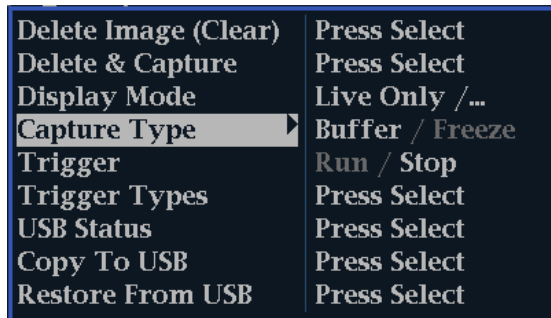 Delete Image (Clear) Press Select
Delete & Capture Press Select
Display Mode Live Only /...
Capture Type Buffer / Freeze
Trigger Run / Stop
Trigger Types Press Select
USB Status Press Select
Copy To USB Press Select
Restore From USB Press Select